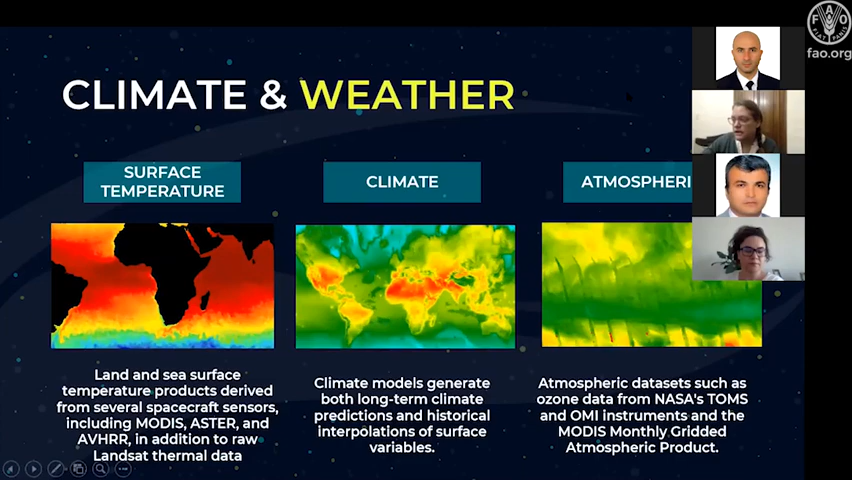 FAO
FIAT PANIS
fao.org
CLIMATE & WEATHER
SURFACE
TEMPERATURE
CLIMATE
ATMOSPHERI
Land and sea surface
temperature products derived
from several spacecraft sensors,
including MODIS, ASTER, and
AVHRR, in addition to raw
Landsat thermal data
Climate models generate
both long-term climate
predictions and historical
interpolations of surface
variables.
Atmospheric datasets such as
ozone data from NASA's TOMS
and OMI instruments and the
MODIS Monthly Gridded
Atmospheric Product.